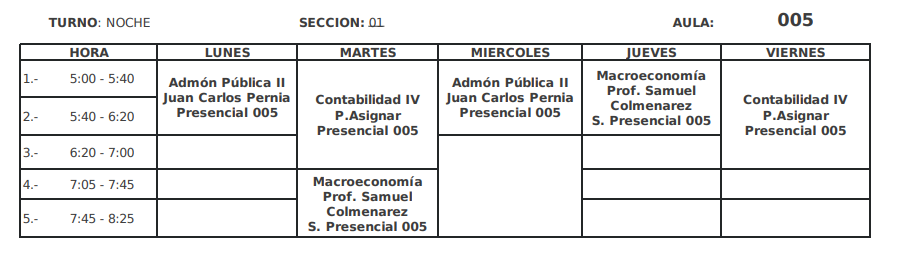 TURNO: NOCHE SECCION: 01 AULA: 005
HORA LUNES MARTES MIERCOLES JUEVES VIERNES
1.- 5:00 - 5:40
2.- 5:40 - 6:20
3.- 6:20 - 7:00
4.- 7:05 - 7:45
5.- 7:45 - 8:25
Admón Pública II
Juan Carlos Pernia
Presencial 005
Contabilidad IV
P.Asignar
Presencial 005
Macroeconomía
Prof. Samuel
Colmenarez
S. Presencial 005
Admón Pública II
Juan Carlos Pernia
Presencial 005
Macroeconomía
Prof. Samuel
Colmenarez
S. Presencial 005
Contabilidad IV
P.Asignar
Presencial 005